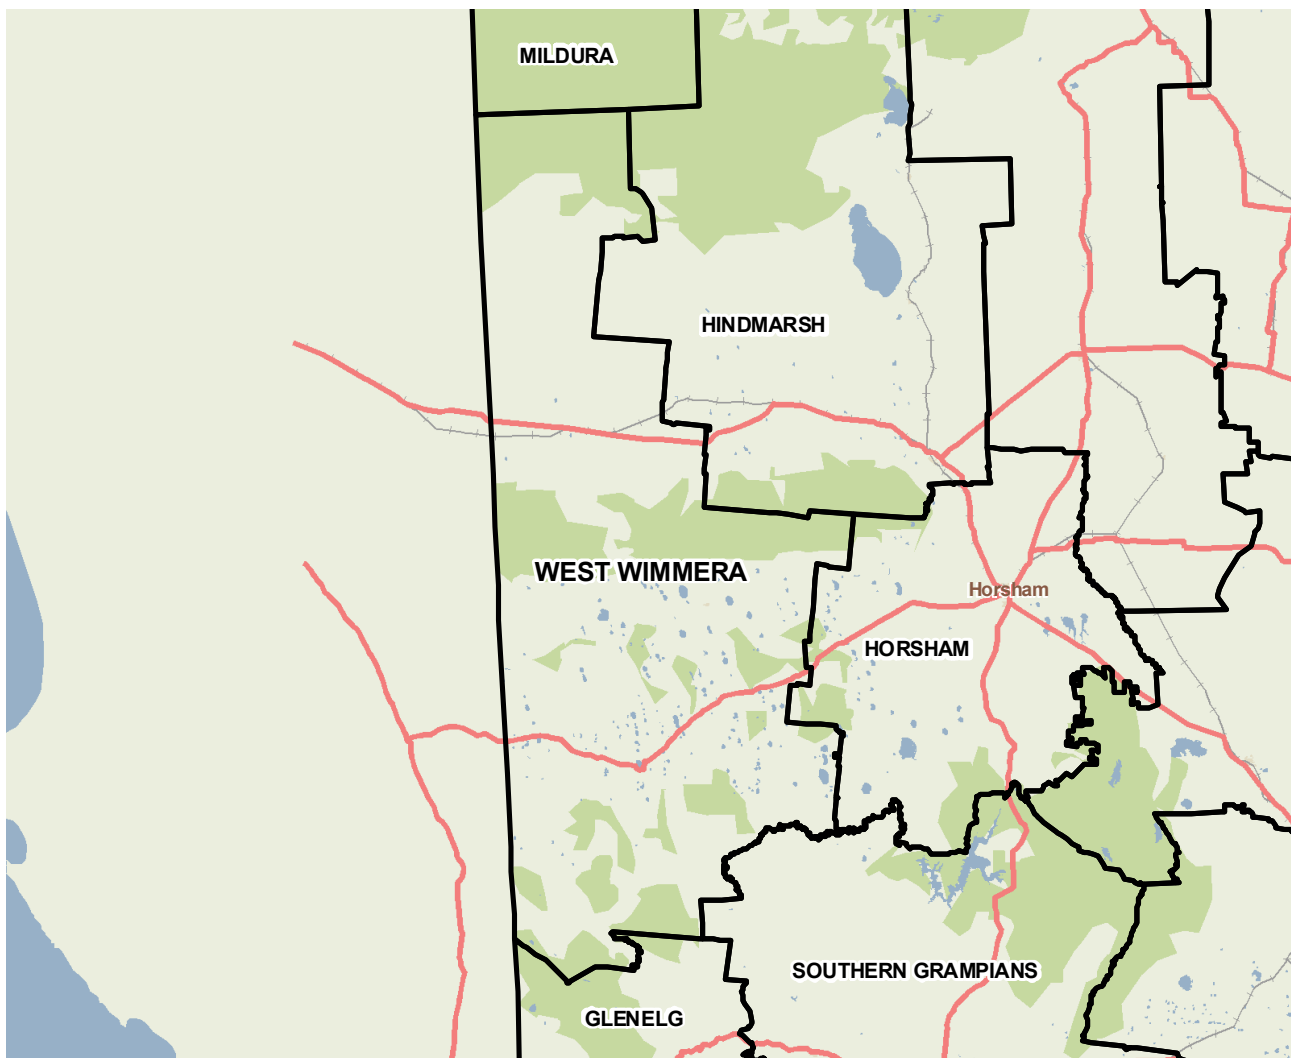 MILDURA
HINDMARSH
WEST WIMMERA
Horsham
HORSHAM
SOUTHERN GRAMPIANS
GLENELG